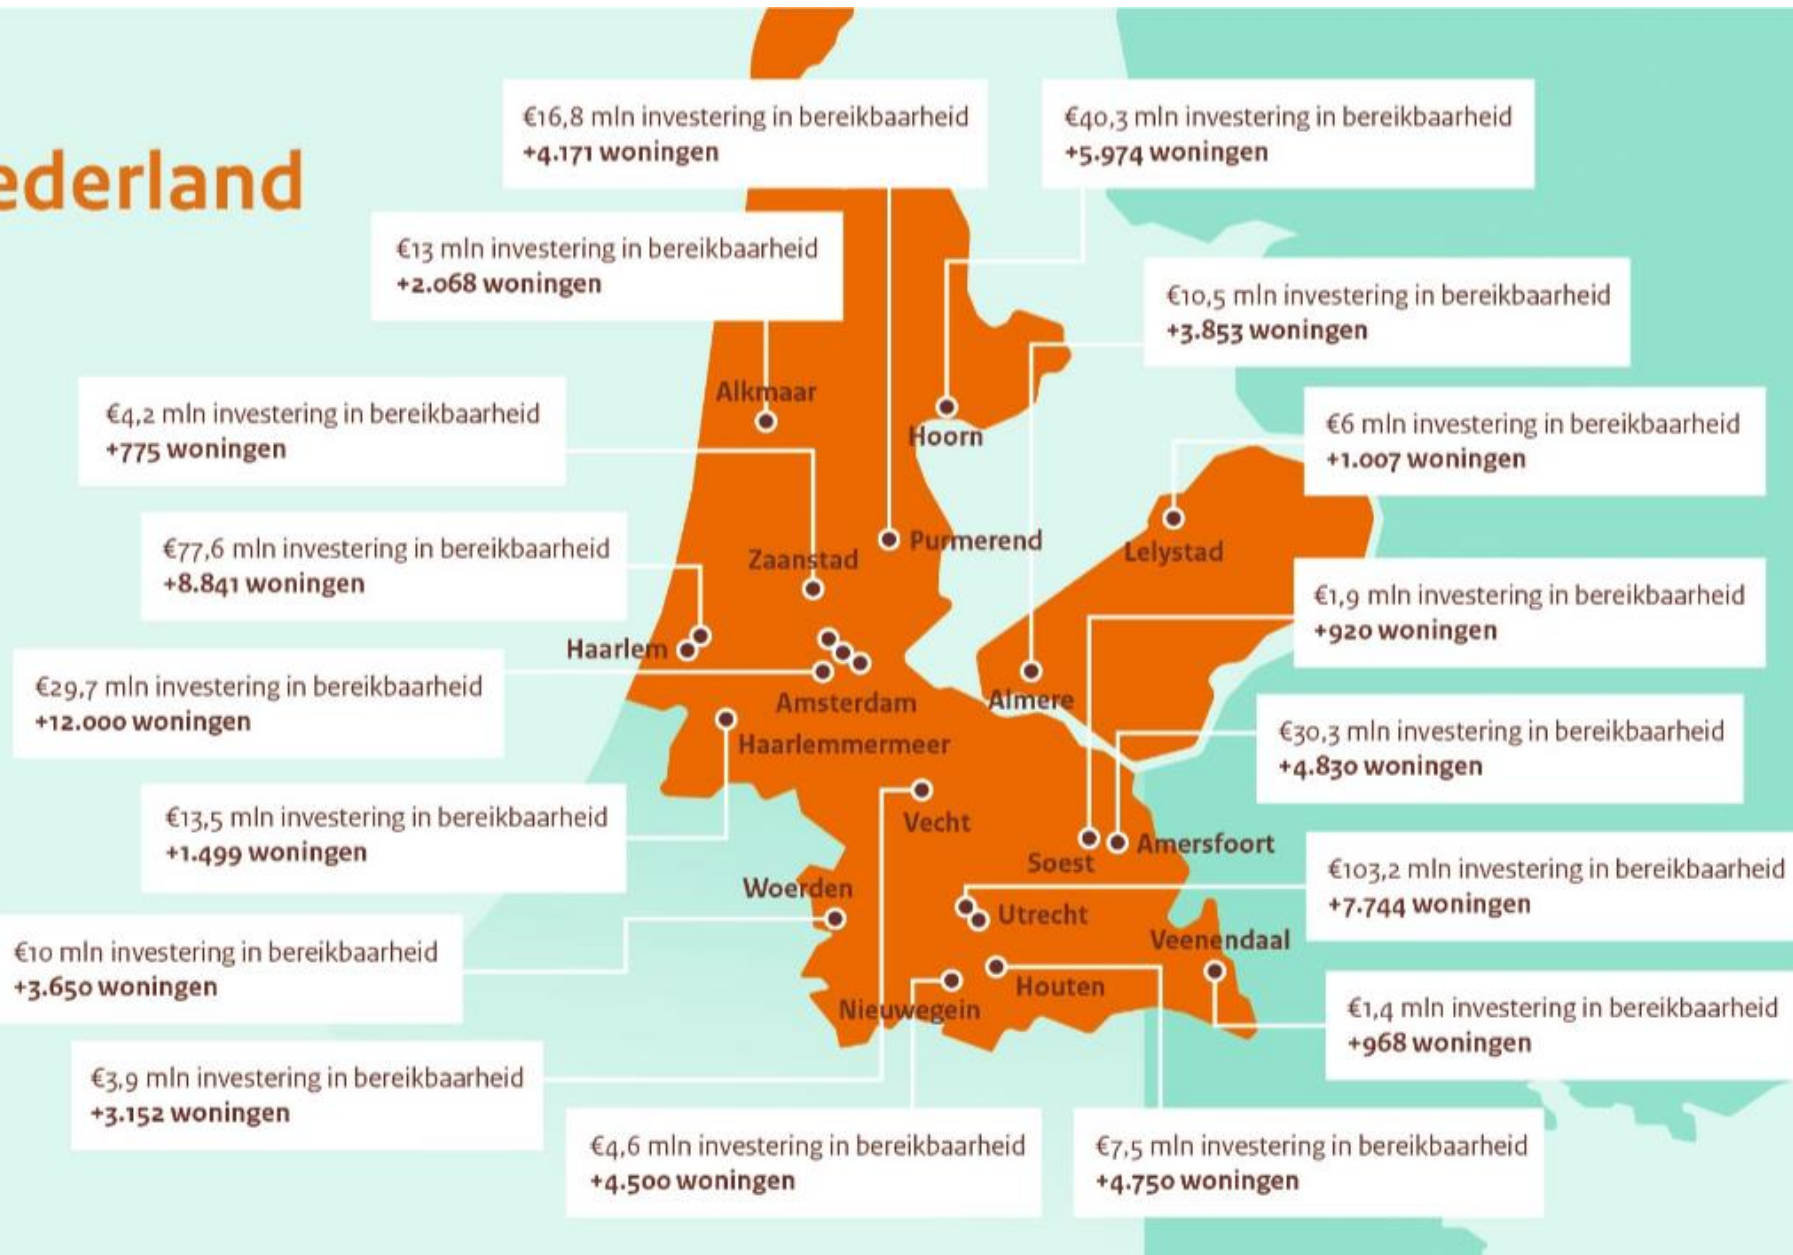 ederland
€16,8 mln investering in bereikbaarheid
+4.171 woningen
€40,3 mln investering in bereikbaarheid
+5.974 woningen
€13 mln investering in bereikbaarheid
+2.068 woningen
€10,5 mln investering in bereikbaarheid
+3.853 woningen
€4,2 mln investering in bereikbaarheid
+775 woningen
€6 mln investering in bereikbaarheid
+1.007 woningen
€77,6 mln investering in bereikbaarheid
+8.841 woningen
€1,9 mln investering in bereikbaarheid
+920 woningen
€29,7 mln investering in bereikbaarheid
+12.000 woningen
€30,3 mln investering in bereikbaarheid
+4.830 woningen
€13,5 mln investering in bereikbaarheid
+1.499 woningen
€103,2 mln investering in bereikbaarheid
+7.744 woningen
€10 mln investering in bereikbaarheid
+3.650 woningen
€1,4 mln investering in bereikbaarheid
+968 woningen
€3,9 mln investering in bereikbaarheid
+3.152 woningen
€4,6 mln investering in bereikbaarheid
+4.500 woningen
€7,5 mln investering in bereikbaarheid
+4.750 woningen
Alkmaar
Hoorn
Purmerend
Zaanstad
Lelystad
Haarlem
Amsterdam
Almere
Haarlemmermeer
Vecht
Soest
Amersfoort
Woerden
Utrecht
Veenendaal
Houten
Nieuwegein